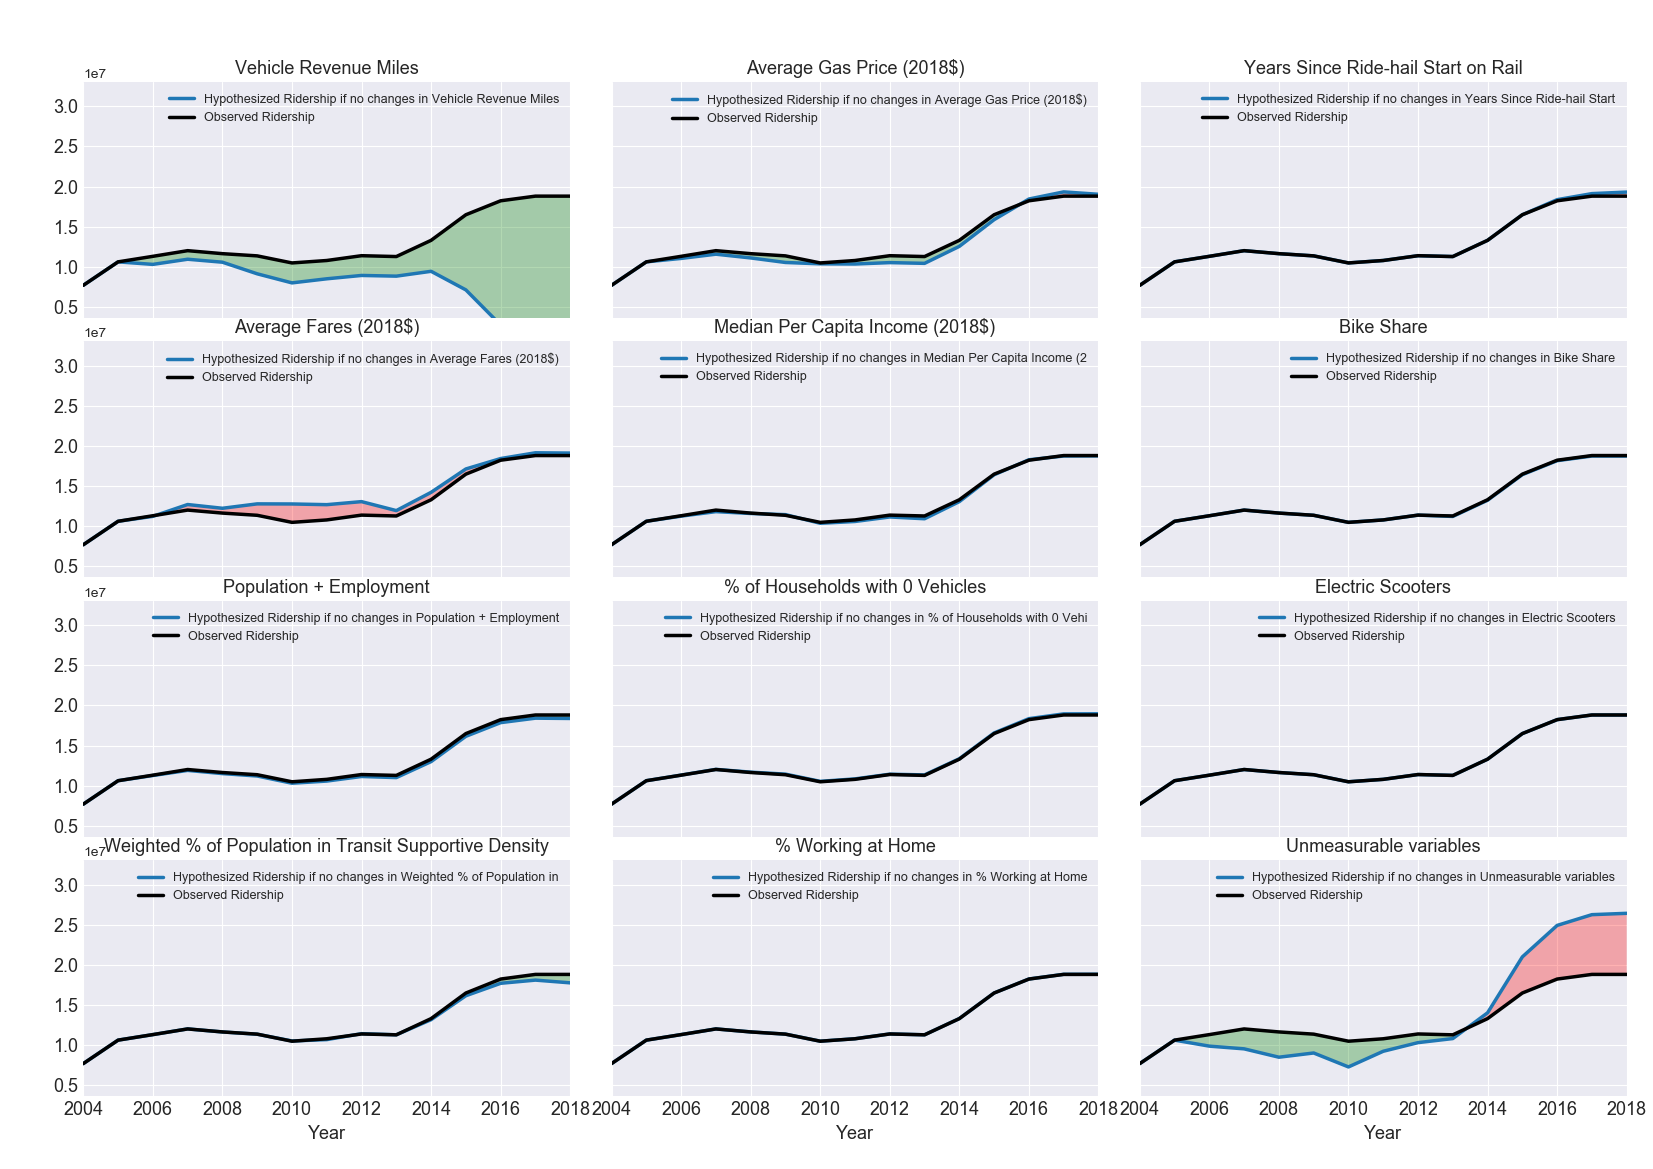 Vehicle Revenue Miles
1e7
Hypothesized Ridership if no changes in Vehicle Revenue Miles
Observed Ridership
3.0
2.5
2.0
1.5
1.0
0.5
Average Gas Price (2018$)
Hypothesized Ridership if no changes in Average Gas Price (2018$)
Observed Ridership
Years Since Ride-hail Start on Rail
Hypothesized Ridership if no changes in Years Since Ride-hail Start
Observed Ridership
Average Fares (2018$)
1e7
Hypothesized Ridership if no changes in Average Fares (2018$)
Observed Ridership
3.0
2.5
2.0
1.5
1.0
0.5
Median Per Capita Income (2018$)
Hypothesized Ridership if no changes in Median Per Capita Income (2
Observed Ridership
Bike Share
Hypothesized Ridership if no changes in Bike Share
Observed Ridership
Population + Employment
1e7
Hypothesized Ridership if no changes in Population + Employment
Observed Ridership
3.0
2.5
2.0
1.5
1.0
0.5
% of Households with 0 Vehicles
Hypothesized Ridership if no changes in % of Households with 0 Vehi
Observed Ridership
Electric Scooters
Hypothesized Ridership if no changes in Electric Scooters
Observed Ridership
Weighted % of Population in Transit Supportive Density
1e7
Hypothesized Ridership if no changes in Weighted % of Population in
Observed Ridership
3.0
2.5
2.0
1.5
1.0
0.5
2004 2006 2008 2010 2012 2014 2016 2018
Year
% Working at Home
Hypothesized Ridership if no changes in % Working at Home
Observed Ridership
2004 2006 2008 2010 2012 2014 2016 2018
Year
Unmeasurable variables
Hypothesized Ridership if no changes in Unmeasurable variables
Observed Ridership
2004 2006 2008 2010 2012 2014 2016 2018
Year